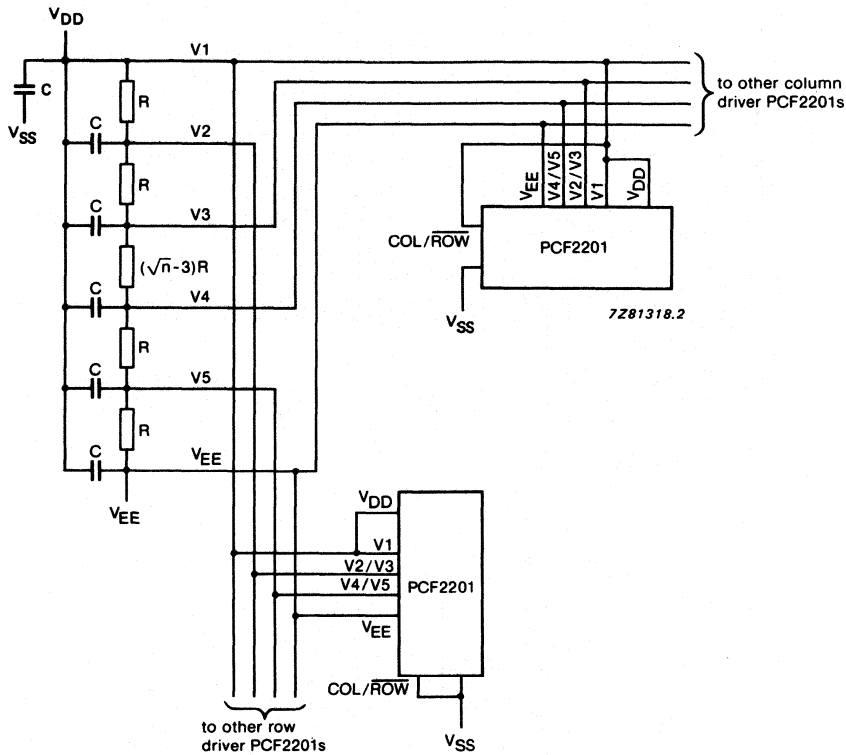 VDD
V1
C
VSS
R
C
V2
R
C
V3
(√n-3)R
C
V4
R
C
V5
R
C
VEE
VEE
to other column
driver PCF2201s
VEE
V4/V5
V2/V3
V1
VDD
COL/R̅O̅W̅
PCF2201
VSS
7Z81318.2
VDD
V1
V2/V3
V4/V5
PCF2201
VEE
COL/R̅O̅W̅
VSS
to other row
driver PCF2201s